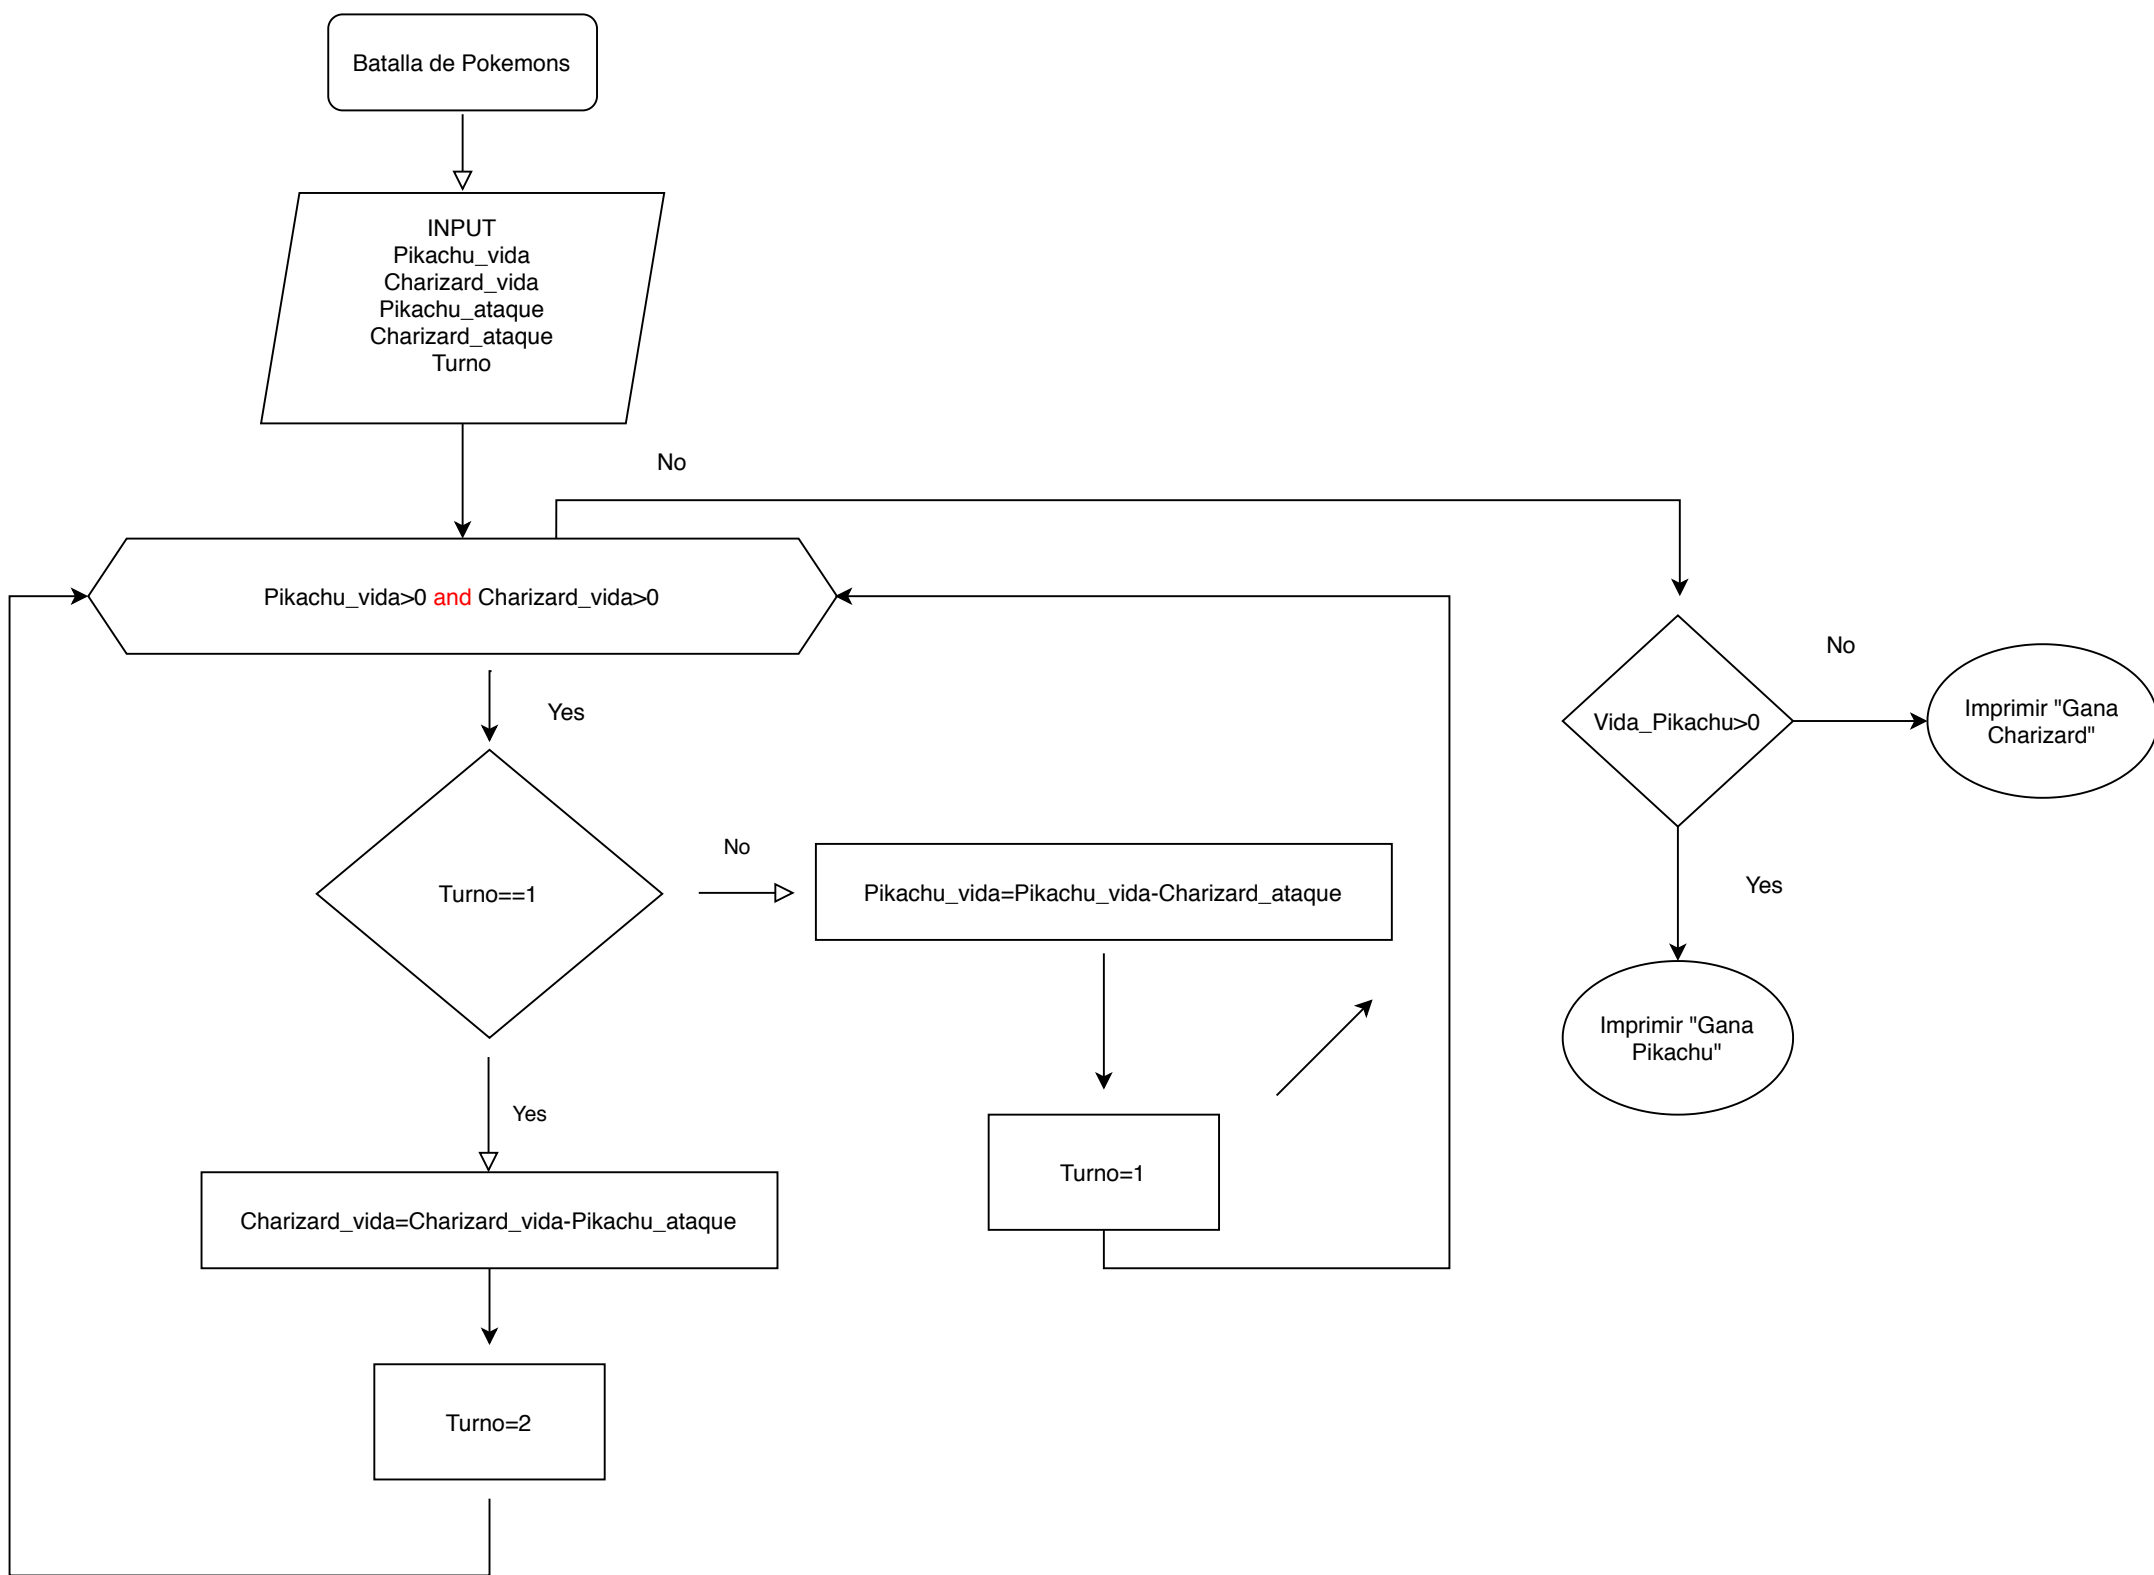 Batalla de Pokemons
INPUT
Pikachu_vida
Charizard_vida
Pikachu_ataque
Charizard_ataque
Turno
No
Pikachu_vida>0 and Charizard_vida>0
Yes
No
Vida_Pikachu>0
Imprimir "Gana
Charizard"
Yes
Imprimir "Gana
Pikachu"
Turno==1
No
Pikachu_vida=Pikachu_vida-Charizard_ataque
Turno=1
Yes
Charizard_vida=Charizard_vida-Pikachu_ataque
Turno=2